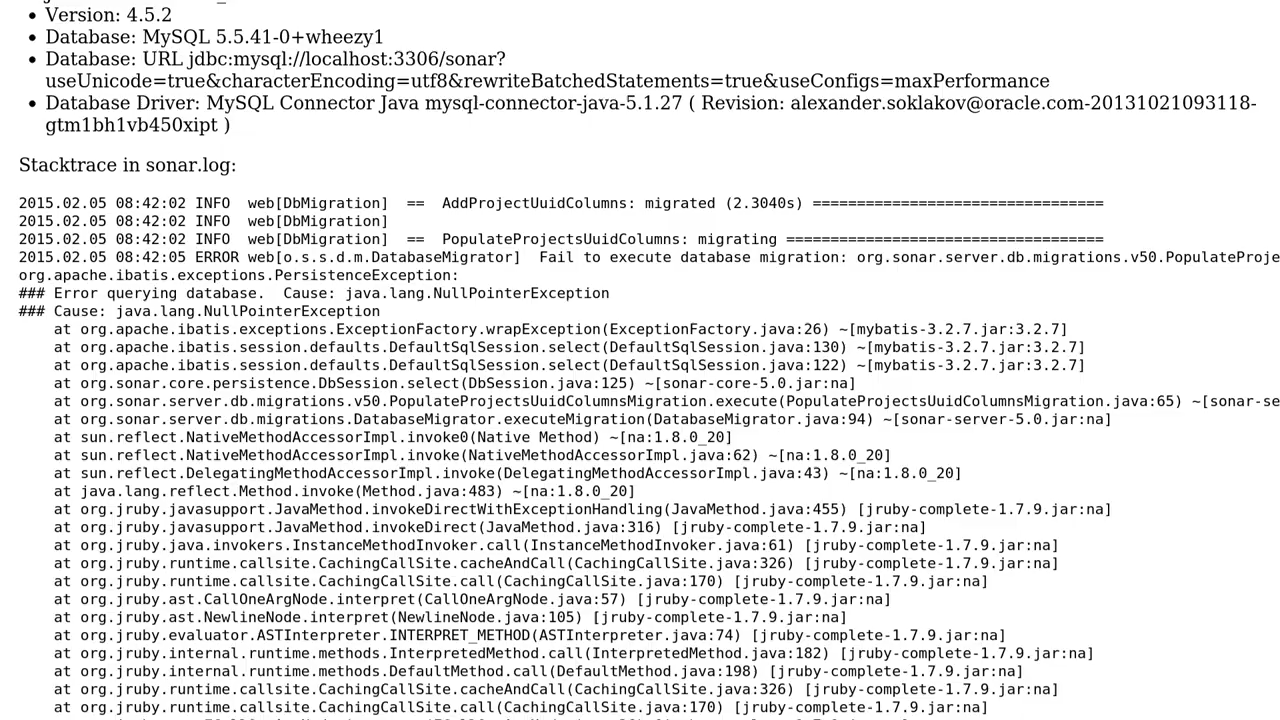 • Version: 4.5.2
• Database: MySQL 5.5.41-0+wheezy1
• Database: URL jdbc:mysql://localhost:3306/sonar?
useUnicode=true&characterEncoding=utf8&rewriteBatchedStatements=true&useConfigs=maxPerformance
• Database Driver: MySQL Connector Java mysql-connector-java-5.1.27 ( Revision: alexander.soklakov@oracle.com-20131021093118-
gtm1bh1vb450xipt )
Stacktrace in sonar.log:
2015.02.05 08:42:02 INFO  web[DbMigration]  ==  AddProjectUuidColumns: migrated (2.3040s) =================================
2015.02.05 08:42:02 INFO  web[DbMigration]
2015.02.05 08:42:02 INFO  web[DbMigration]  ==  PopulateProjectsUuidColumns: migrating ====================================
2015.02.05 08:42:05 ERROR web[o.s.s.d.m.DatabaseMigrator]  Fail to execute database migration: org.sonar.server.db.migrations.v50.PopulateProje
org.apache.ibatis.exceptions.PersistenceException:
### Error querying database.  Cause: java.lang.NullPointerException
### Cause: java.lang.NullPointerException
    at org.apache.ibatis.exceptions.ExceptionFactory.wrapException(ExceptionFactory.java:26) ~[mybatis-3.2.7.jar:3.2.7]
    at org.apache.ibatis.session.defaults.DefaultSqlSession.select(DefaultSqlSession.java:130) ~[mybatis-3.2.7.jar:3.2.7]
    at org.apache.ibatis.session.defaults.DefaultSqlSession.select(DefaultSqlSession.java:122) ~[mybatis-3.2.7.jar:3.2.7]
    at org.sonar.core.persistence.DbSession.select(DbSession.java:125) ~[sonar-core-5.0.jar:na]
    at org.sonar.server.db.migrations.v50.PopulateProjectsUuidColumnsMigration.execute(PopulateProjectsUuidColumnsMigration.java:65) ~[sonar-se
    at org.sonar.server.db.migrations.DatabaseMigrator.executeMigration(DatabaseMigrator.java:94) ~[sonar-server-5.0.jar:na]
    at sun.reflect.NativeMethodAccessorImpl.invoke0(Native Method) ~[na:1.8.0_20]
    at sun.reflect.NativeMethodAccessorImpl.invoke(NativeMethodAccessorImpl.java:62) ~[na:1.8.0_20]
    at sun.reflect.DelegatingMethodAccessorImpl.invoke(DelegatingMethodAccessorImpl.java:43) ~[na:1.8.0_20]
    at java.lang.reflect.Method.invoke(Method.java:483) ~[na:1.8.0_20]
    at org.jruby.javasupport.JavaMethod.invokeDirectWithExceptionHandling(JavaMethod.java:455) [jruby-complete-1.7.9.jar:na]
    at org.jruby.javasupport.JavaMethod.invokeDirect(JavaMethod.java:316) [jruby-complete-1.7.9.jar:na]
    at org.jruby.java.invokers.InstanceMethodInvoker.call(InstanceMethodInvoker.java:61) [jruby-complete-1.7.9.jar:na]
    at org.jruby.runtime.callsite.CachingCallSite.cacheAndCall(CachingCallSite.java:326) [jruby-complete-1.7.9.jar:na]
    at org.jruby.runtime.callsite.CachingCallSite.call(CachingCallSite.java:170) [jruby-complete-1.7.9.jar:na]
    at org.jruby.ast.CallOneArgNode.interpret(CallOneArgNode.java:57) [jruby-complete-1.7.9.jar:na]
    at org.jruby.ast.NewlineNode.interpret(NewlineNode.java:105) [jruby-complete-1.7.9.jar:na]
    at org.jruby.evaluator.ASTInterpreter.INTERPRET_METHOD(ASTInterpreter.java:74) [jruby-complete-1.7.9.jar:na]
    at org.jruby.internal.runtime.methods.InterpretedMethod.call(InterpretedMethod.java:182) [jruby-complete-1.7.9.jar:na]
    at org.jruby.internal.runtime.methods.DefaultMethod.call(DefaultMethod.java:198) [jruby-complete-1.7.9.jar:na]
    at org.jruby.runtime.callsite.CachingCallSite.cacheAndCall(CachingCallSite.java:326) [jruby-complete-1.7.9.jar:na]
    at org.jruby.runtime.callsite.CachingCallSite.call(CachingCallSite.java:170) [jruby-complete-1.7.9.jar:na]